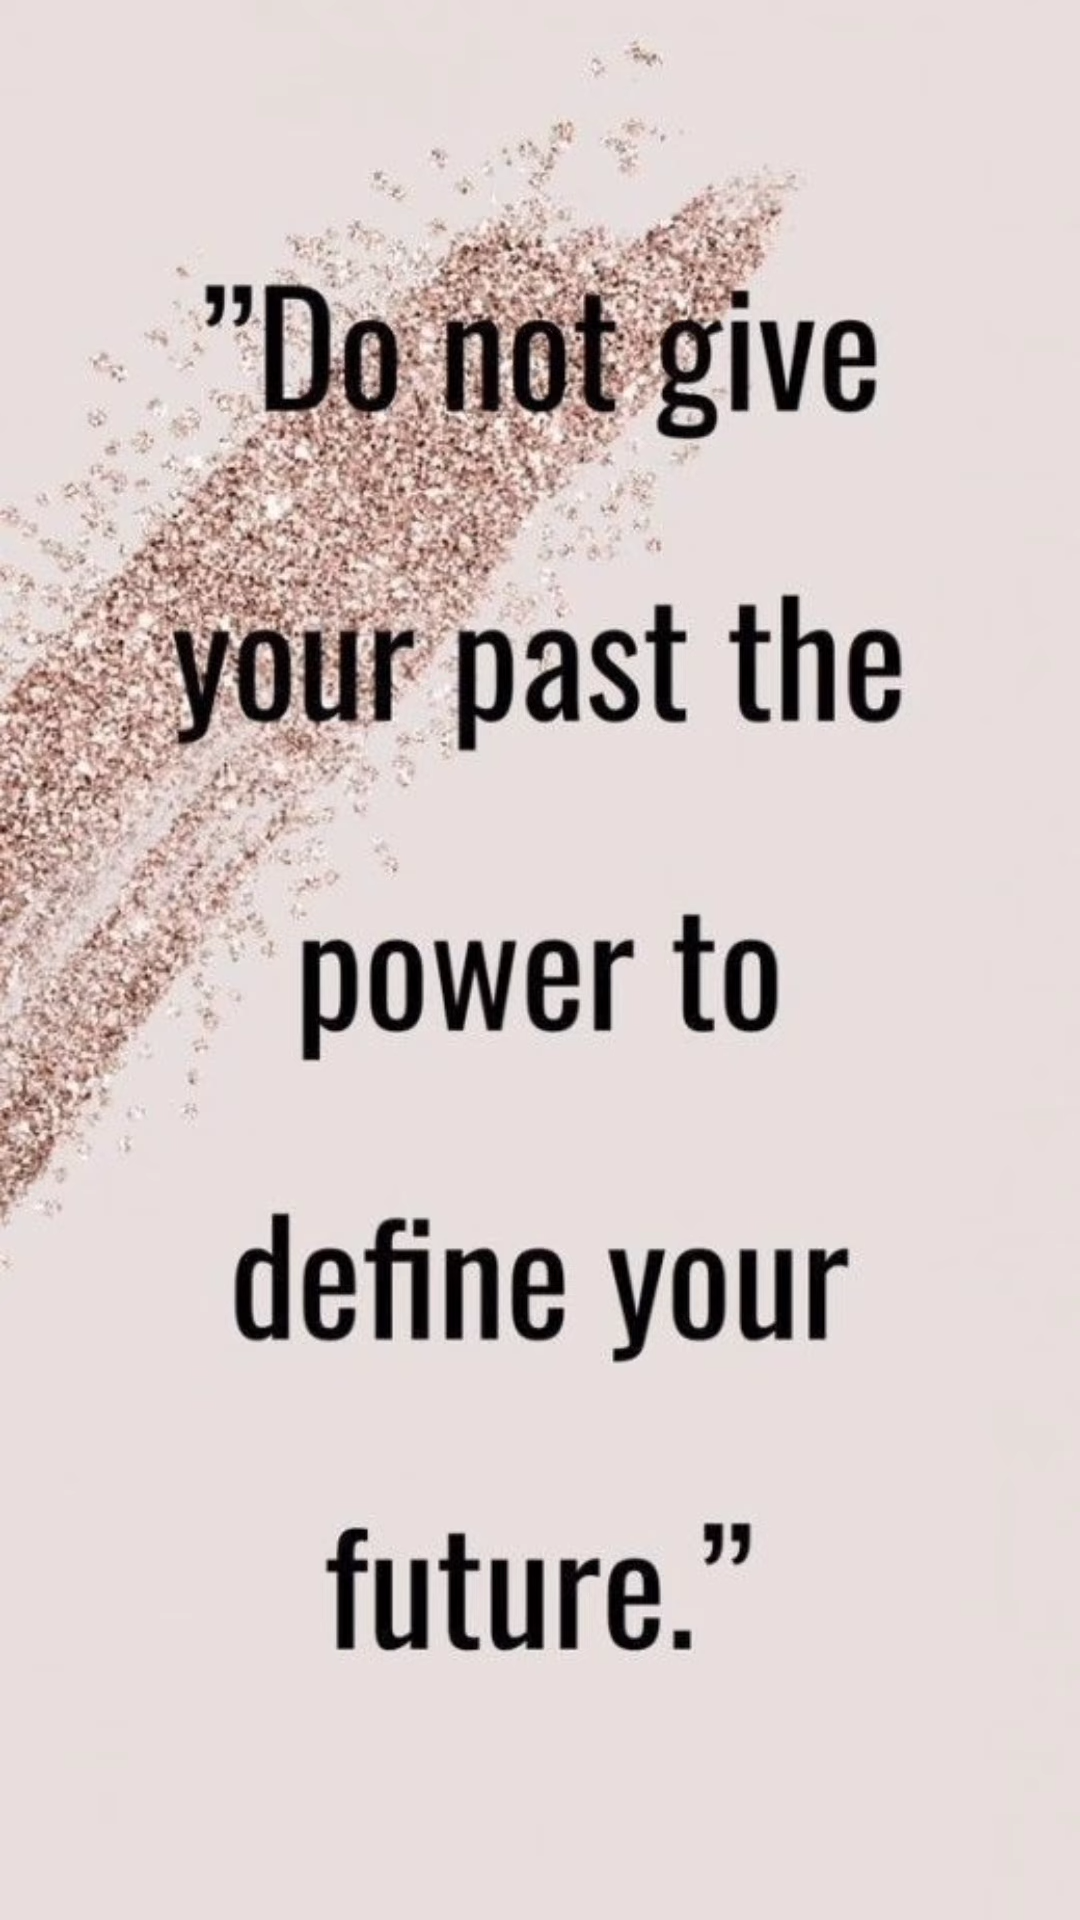 ”Do not give
your past the
power to
define your
future.”